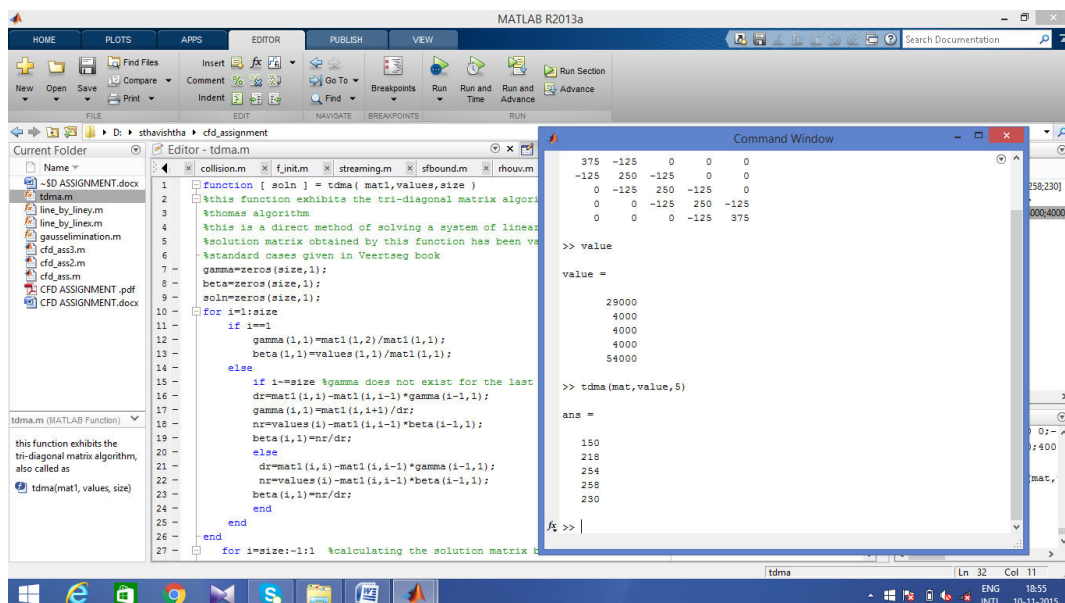 MATLAB R2013a
HOME PLOTS APPS EDITOR PUBLISH VIEW
Search Documentation
New Open Save
Find Files
Compare
Print
FILE
Insert fx
Comment
Indent
EDIT
Go To
Find
NAVIGATE
Breakpoints
BREAKPOINTS
Run
Run and Time
Run and Advance
Run Section
Advance
RUN
D: sthavishtha cfd_assignment
Current Folder
Name
~SD ASSIGNMENT.docx
tdma.m
line_by_liney.m
line_by_linex.m
gausselimination.m
cfd_ass3.m
cfd_ass2.m
cfd_ass.m
CFD ASSIGNMENT .pdf
CFD ASSIGNMENT.docx
tdma.m (MATLAB Function)
this function exhibits the
tri-diagonal matrix algorithm,
also called as
tdma(mat1, values, size)
Editor - tdma.m
collision.m f_init.m streaming.m sfbound.m rhouv.m
1 function [ soln ] = tdma( mat1,values,size )
2 %this function exhibits the tri-diagonal matrix algori
3 %thomas algorithm
4 %this is a direct method of solving a system of linear
5 %solution matrix obtained by this function has been va
6 %standard cases given in Veertseg book
7 - gamma=zeros(size,1);
8 - beta=zeros(size,1);
9 - soln=zeros(size,1);
10 - for i=1:size
11 - if i==1
12 - gamma(1,1)=mat1(1,2)/mat1(1,1);
13 - beta(1,1)=values(1,1)/mat1(1,1);
14 - else
15 - if i~=size %gamma does not exist for the last
16 - dr=mat1(i,i)-mat1(i,i-1)*gamma(i-1,1);
17 - gamma(i,1)=mat1(i,i+1)/dr;
18 - nr=values(i)-mat1(i,i-1)*beta(i-1,1);
19 - beta(i,1)=nr/dr;
20 - else
21 - dr=mat1(i,i)-mat1(i,i-1)*gamma(i-1,1);
22 - nr=values(i)-mat1(i,i-1)*beta(i-1,1);
23 - beta(i,1)=nr/dr;
24 - end
25 - end
26 - end
27 - for i=size:-1:1 %calculating the solution matrix b
Command Window
375 -125 0 0 0
-125 250 -125 0 0
0 -125 250 -125 0
0 0 -125 250 -125
0 0 0 -125 375
>> value
value =
29000
4000
4000
4000
54000
>> tdma(mat,value,5)
ans =
150
218
254
258
230
fx >>
258;230]
000;4000
0;-
;400
mat,
tdma
Ln 32 Col 11
ENG
INTL
18:55
10-11-2015